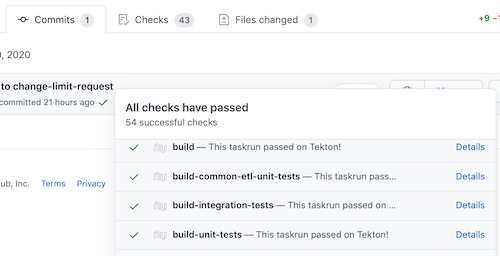 Commits 1 Checks 43 Files changed 1 +9
, 2020
to change-limit-request
committed 21 hours ago
All checks have passed
54 successful checks
build — This taskrun passed on Tekton! Details
build-common-etl-unit-tests — This taskrun pass... Details
build-integration-tests — This taskrun passed on ... Details
ub, Inc. Terms Privacy
build-unit-tests — This taskrun passed on Tekton! Details